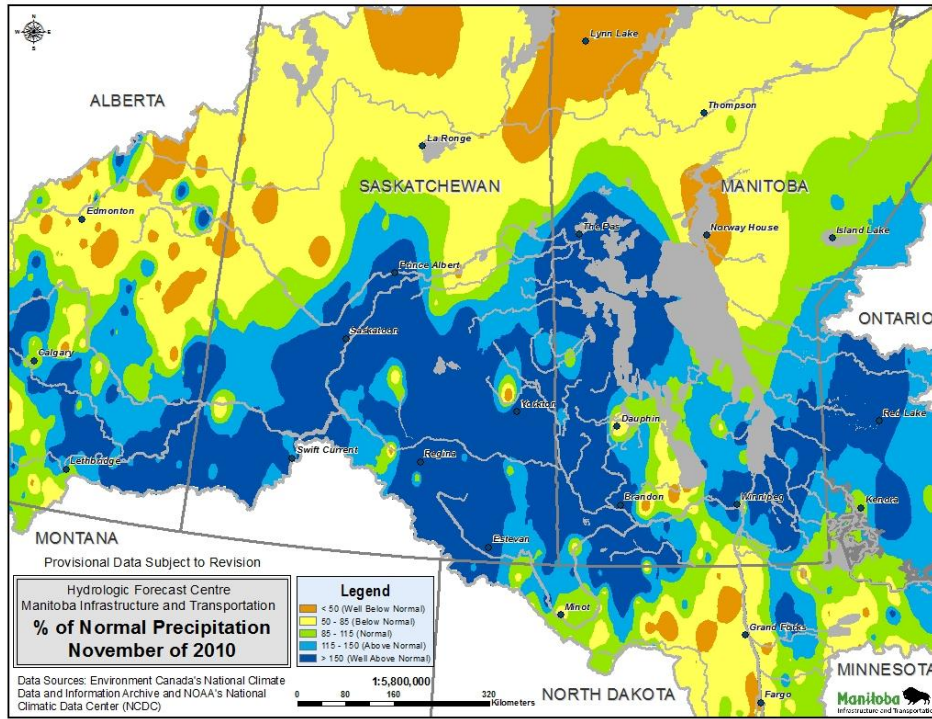 N
W E
S
Lynn Lake
ALBERTA
Thompson
La Ronge
SASKATCHEWAN
MANITOBA
Edmonton
The Pas
Norway House
Island Lake
Prince Albert
ONTARIO
Saskatoon
Calgary
Yorkton
Dauphin
Red Lake
Lethbridge
Swift Current
Regina
Brandon
Winnipeg
Kenora
MONTANA
Estevan
Provisional Data Subject to Revision
Hydrologic Forecast Centre
Manitoba Infrastructure and Transportation
% of Normal Precipitation
November of 2010
Legend
< 50 (Well Below Normal)
50 - 85 (Below Normal)
85 - 115 (Normal)
115 - 150 (Above Normal)
> 150 (Well Above Normal)
Minot
Grand Forks
MINNESOTA
Data Sources: Environment Canada's National Climate
Data and Information Archive and NOAA's National
Climatic Data Center (NCDC)
1:5,800,000
0 40 80 160 240 320
Kilometers
NORTH DAKOTA
Fargo
Manitoba
Infrastructure and Transportation